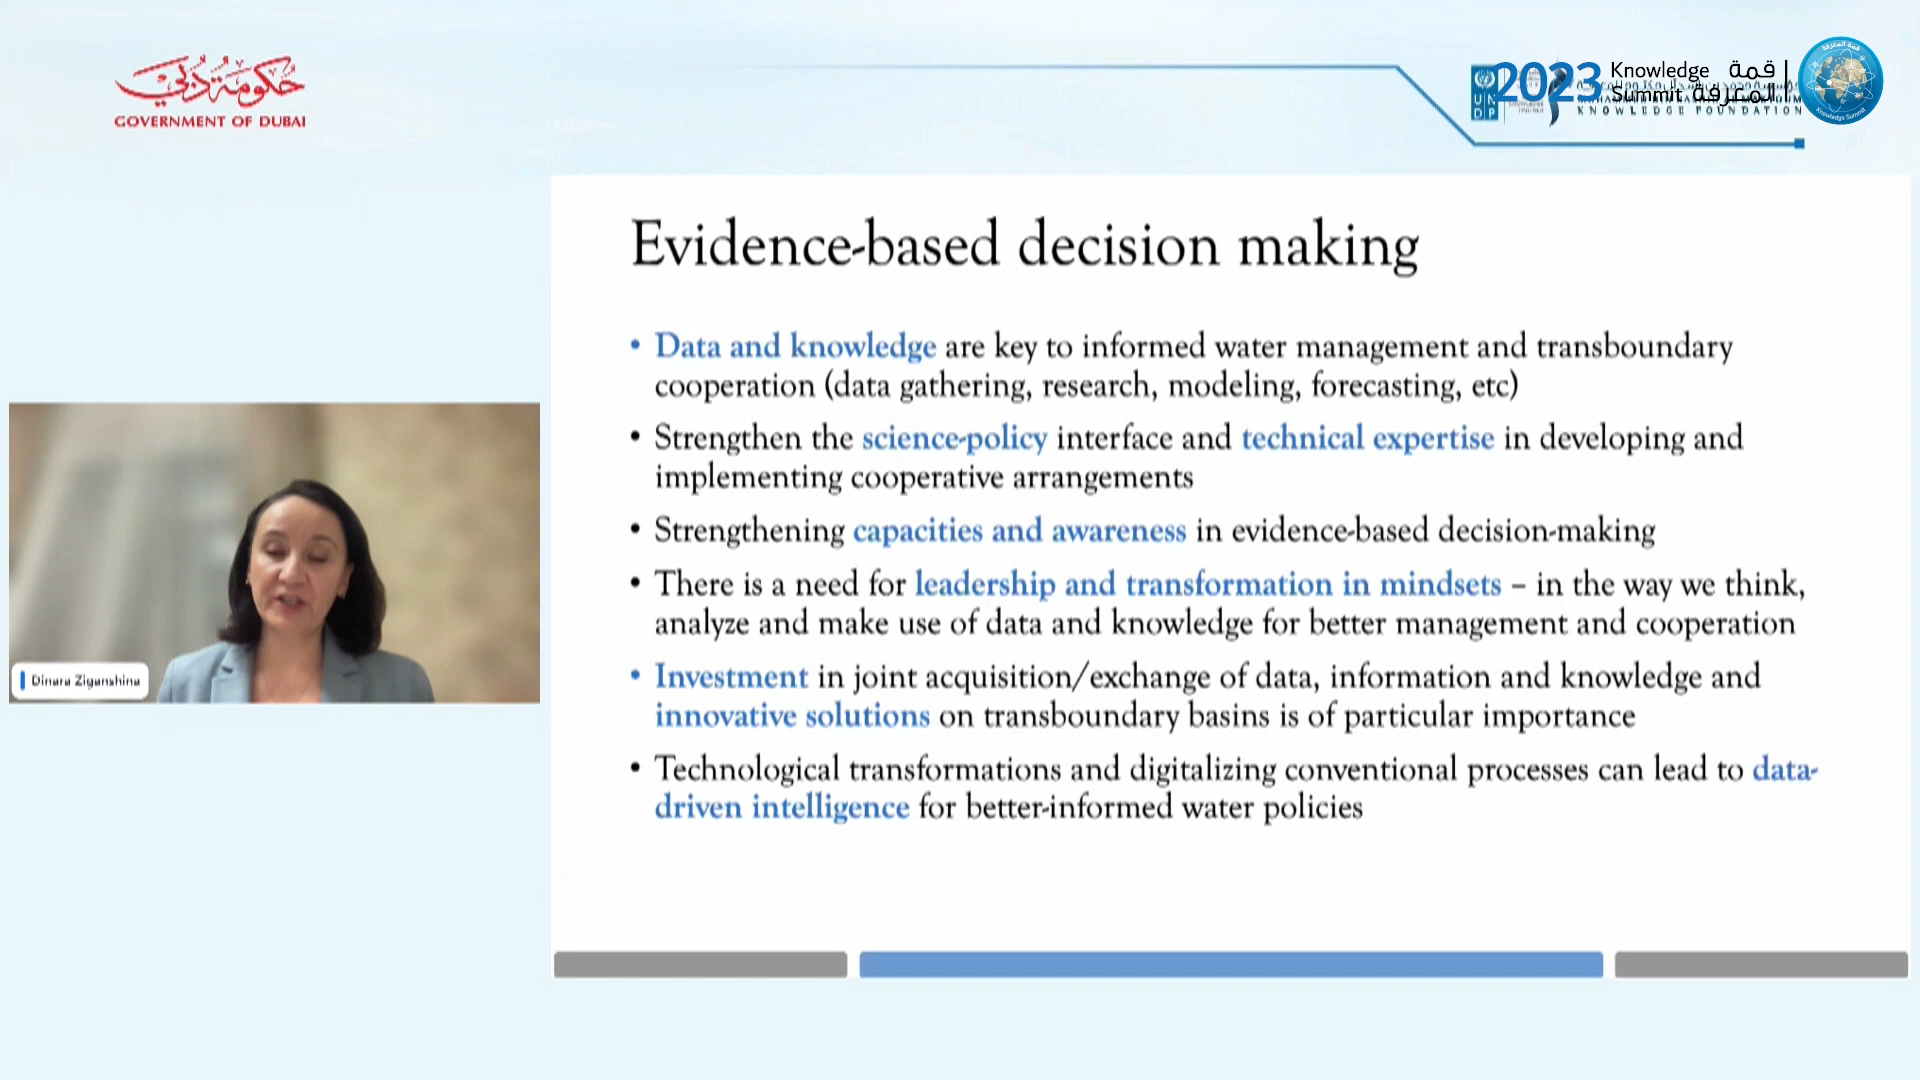 حكومة دبي
GOVERNMENT OF DUBAI
2023 Knowledge Summit
قمة المعرفة
UNDP
KNOWLEDGE FOUNDATION
قمة المعرفة
Knowledge Summit
Evidence-based decision making
• Data and knowledge are key to informed water management and transboundary
cooperation (data gathering, research, modeling, forecasting, etc)
• Strengthen the science-policy interface and technical expertise in developing and
implementing cooperative arrangements
• Strengthening capacities and awareness in evidence-based decision-making
• There is a need for leadership and transformation in mindsets – in the way we think,
analyze and make use of data and knowledge for better management and cooperation
• Investment in joint acquisition/exchange of data, information and knowledge and
innovative solutions on transboundary basins is of particular importance
• Technological transformations and digitalizing conventional processes can lead to data-
driven intelligence for better-informed water policies
Dinara Ziganshina